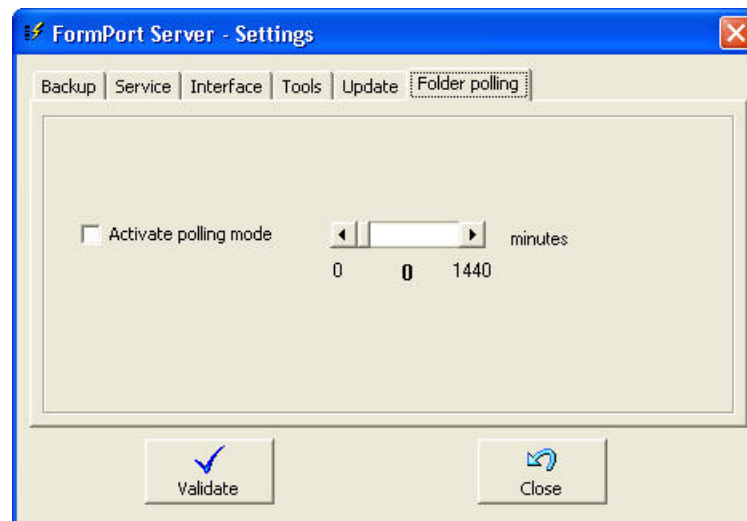 FormPort Server - Settings
Backup Service Interface Tools Update Folder polling
Activate polling mode minutes
0 0 1440
Validate Close